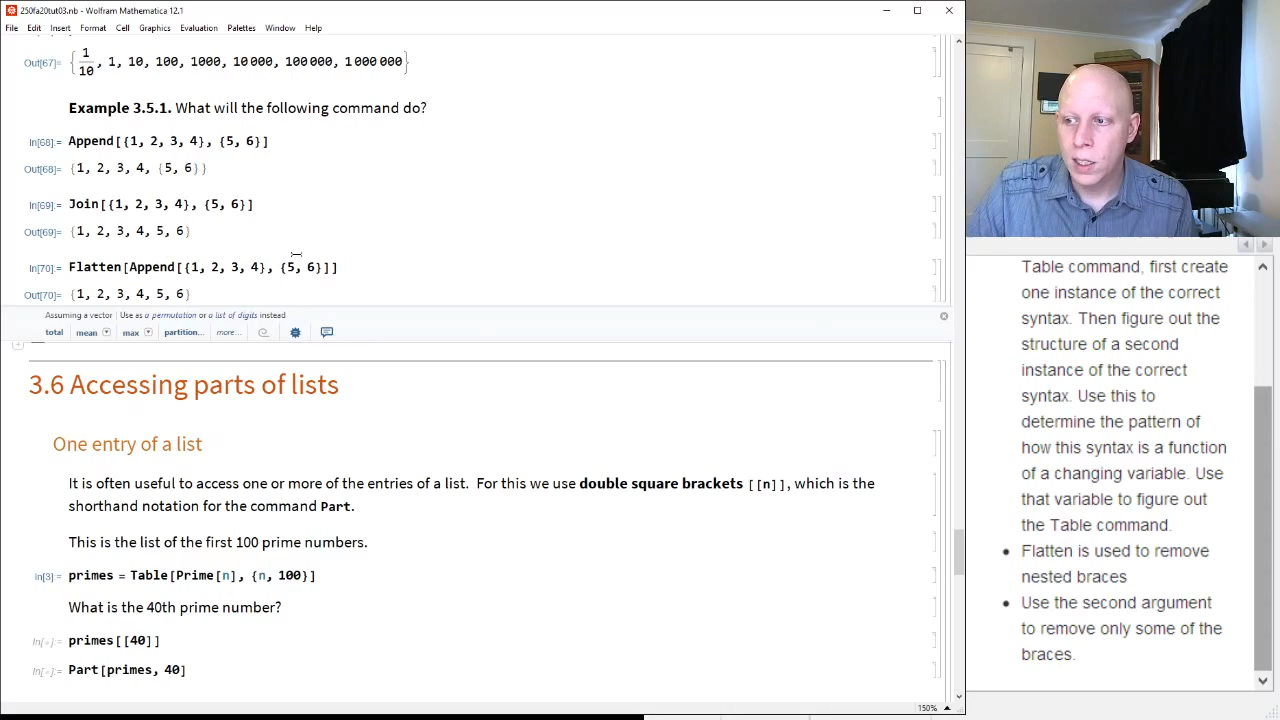 250fa20tut03.nb - Wolfram Mathematica 12.1
File Edit Insert Format Cell Graphics Evaluation Palettes Window Help
Out[67]= {1/10, 1, 10, 100, 1000, 10 000, 100 000, 1 000 000}
Example 3.5.1. What will the following command do?
In[68]:= Append[{1, 2, 3, 4}, {5, 6}]
Out[68]= {1, 2, 3, 4, {5, 6}}
In[69]:= Join[{1, 2, 3, 4}, {5, 6}]
Out[69]= {1, 2, 3, 4, 5, 6}
In[70]:= Flatten[Append[{1, 2, 3, 4}, {5, 6}]]
Out[70]= {1, 2, 3, 4, 5, 6}
Assuming a vector | Use as a permutation or a list of digits instead
total mean max partition... more...
3.6 Accessing parts of lists
One entry of a list
It is often useful to access one or more of the entries of a list. For this we use double square brackets [[n]], which is the
shorthand notation for the command Part.
This is the list of the first 100 prime numbers.
In[3]:= primes = Table[Prime[n], {n, 100}]
What is the 40th prime number?
In[•]:= primes[[40]]
In[•]:= Part[primes, 40]
150%
Table command, first create
one instance of the correct
syntax. Then figure out the
structure of a second
instance of the correct
syntax. Use this to
determine the pattern of
how this syntax is a function
of a changing variable. Use
that variable to figure out
the Table command.
• Flatten is used to remove
nested braces
• Use the second argument
to remove only some of the
braces.